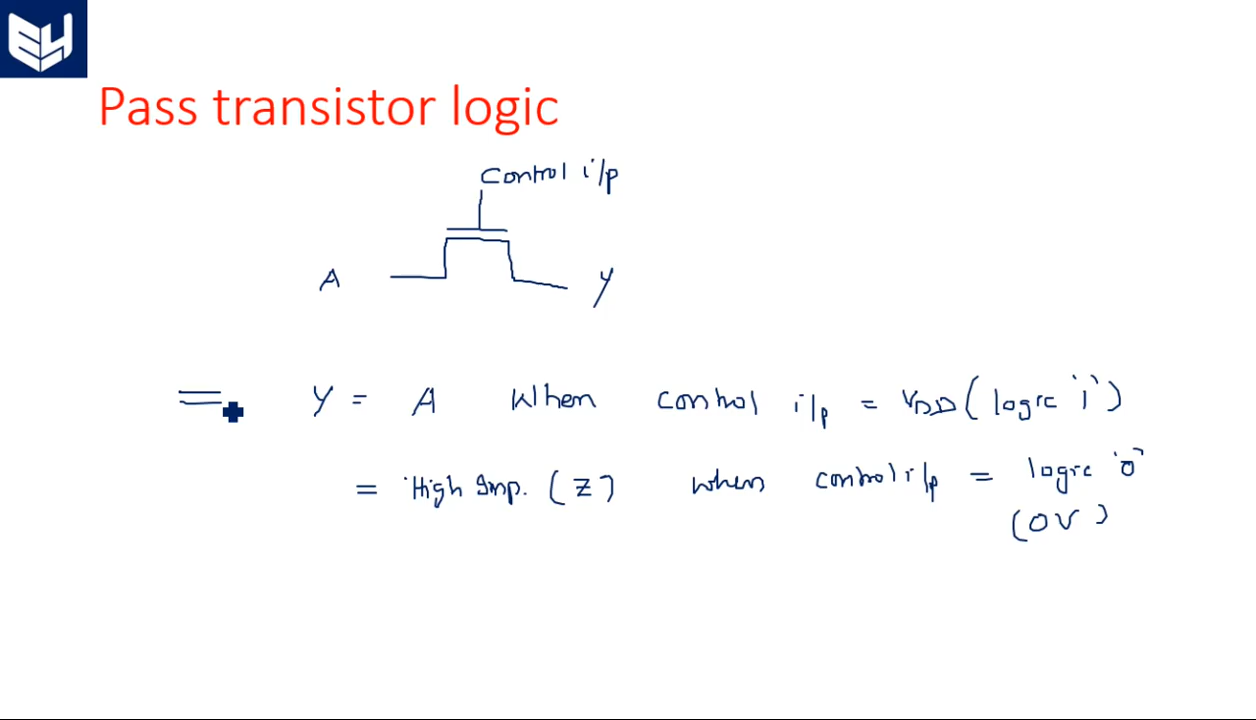 Pass transistor logic
Control i/p
A
Y
Y = A When control i/p = VDD (logic '1')
= High Imp. (Z) when control i/p = logic '0'
(0V)